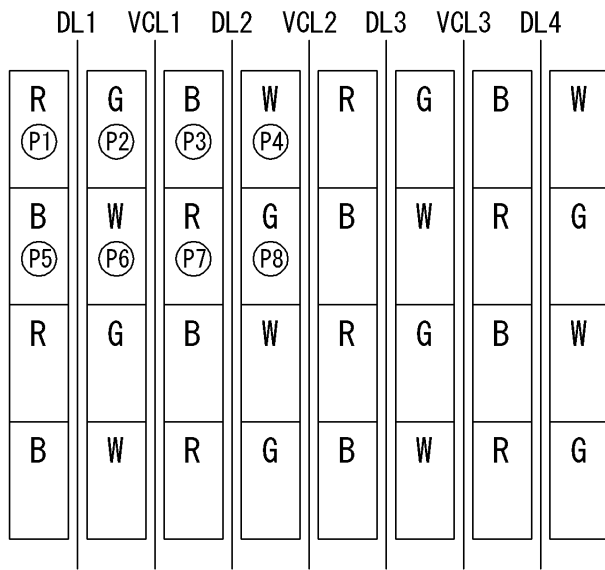 DL1 VCL1 DL2 VCL2 DL3 VCL3 DL4
R G B W R G B W
P1 P2 P3 P4
B W R G B W R G
P5 P6 P7 P8
R G B W R G B W
B W R G B W R G